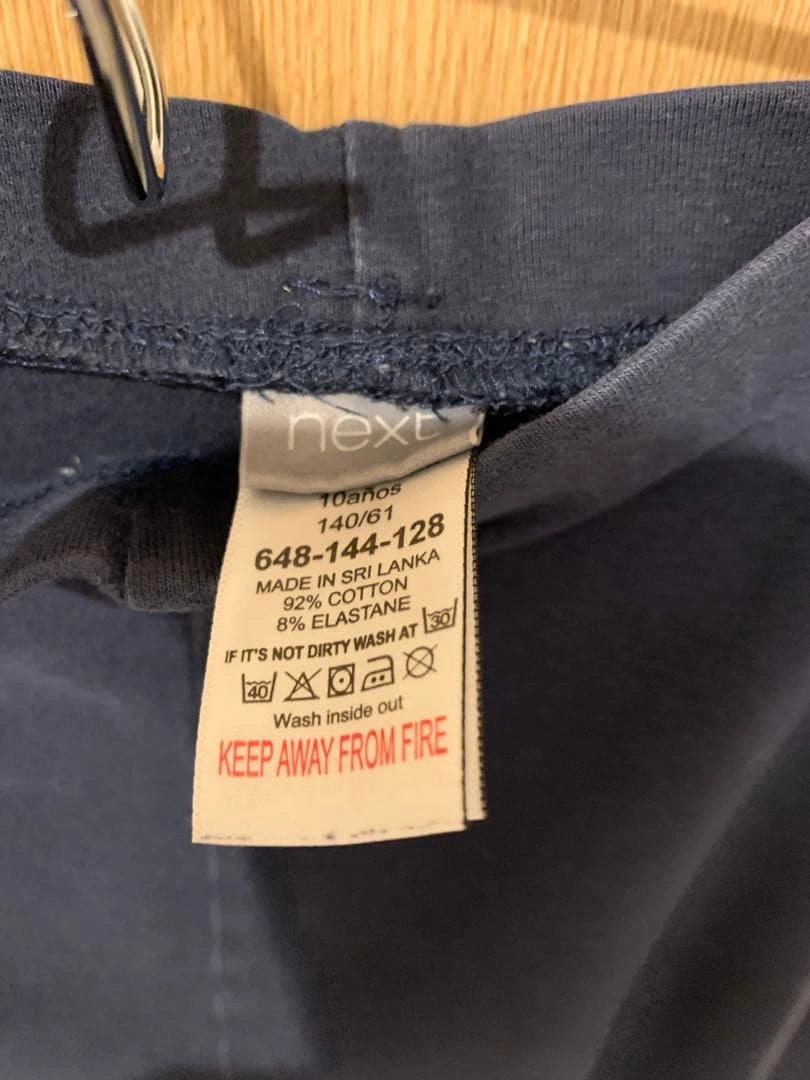 next
10años
140/61
648-144-128
MADE IN SRI LANKA
92% COTTON
8% ELASTANE
IF IT'S NOT DIRTY WASH AT 30
40
Wash inside out
KEEP AWAY FROM FIRE